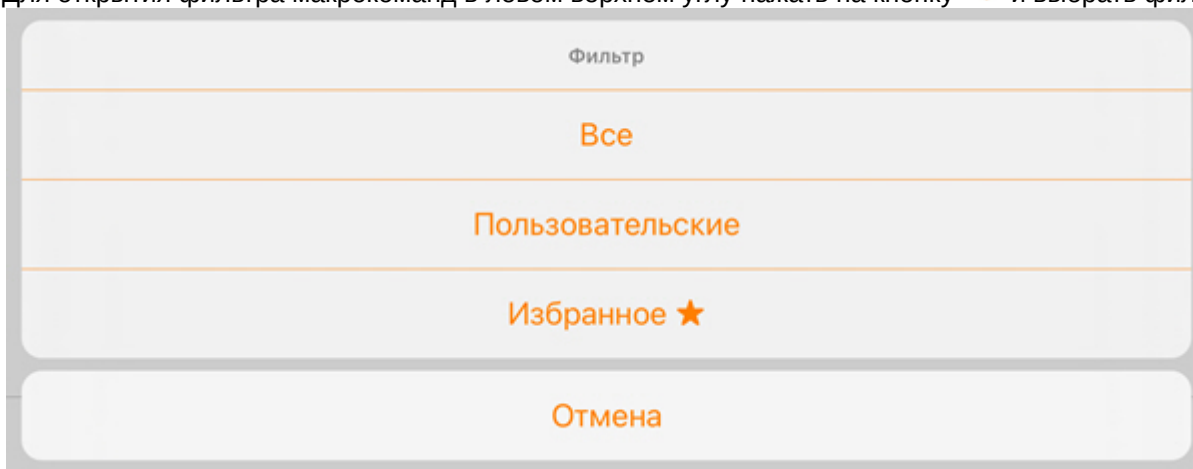 Для открытия фильтра макрокоманд в левом верхнем углу нажать на кнопку и выбрать
Фильтр
Все
Пользовательские
Избранное ★
Отмена